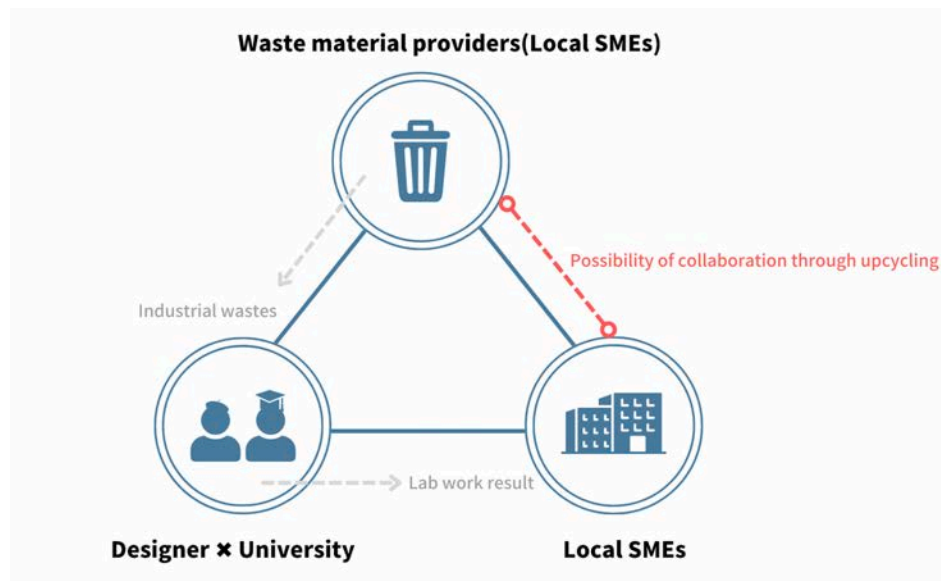 Waste material providers(Local SMEs)
Possibility of collaboration through upcycling
Industrial wastes
Lab work result
Designer ✖ University
Local SMEs